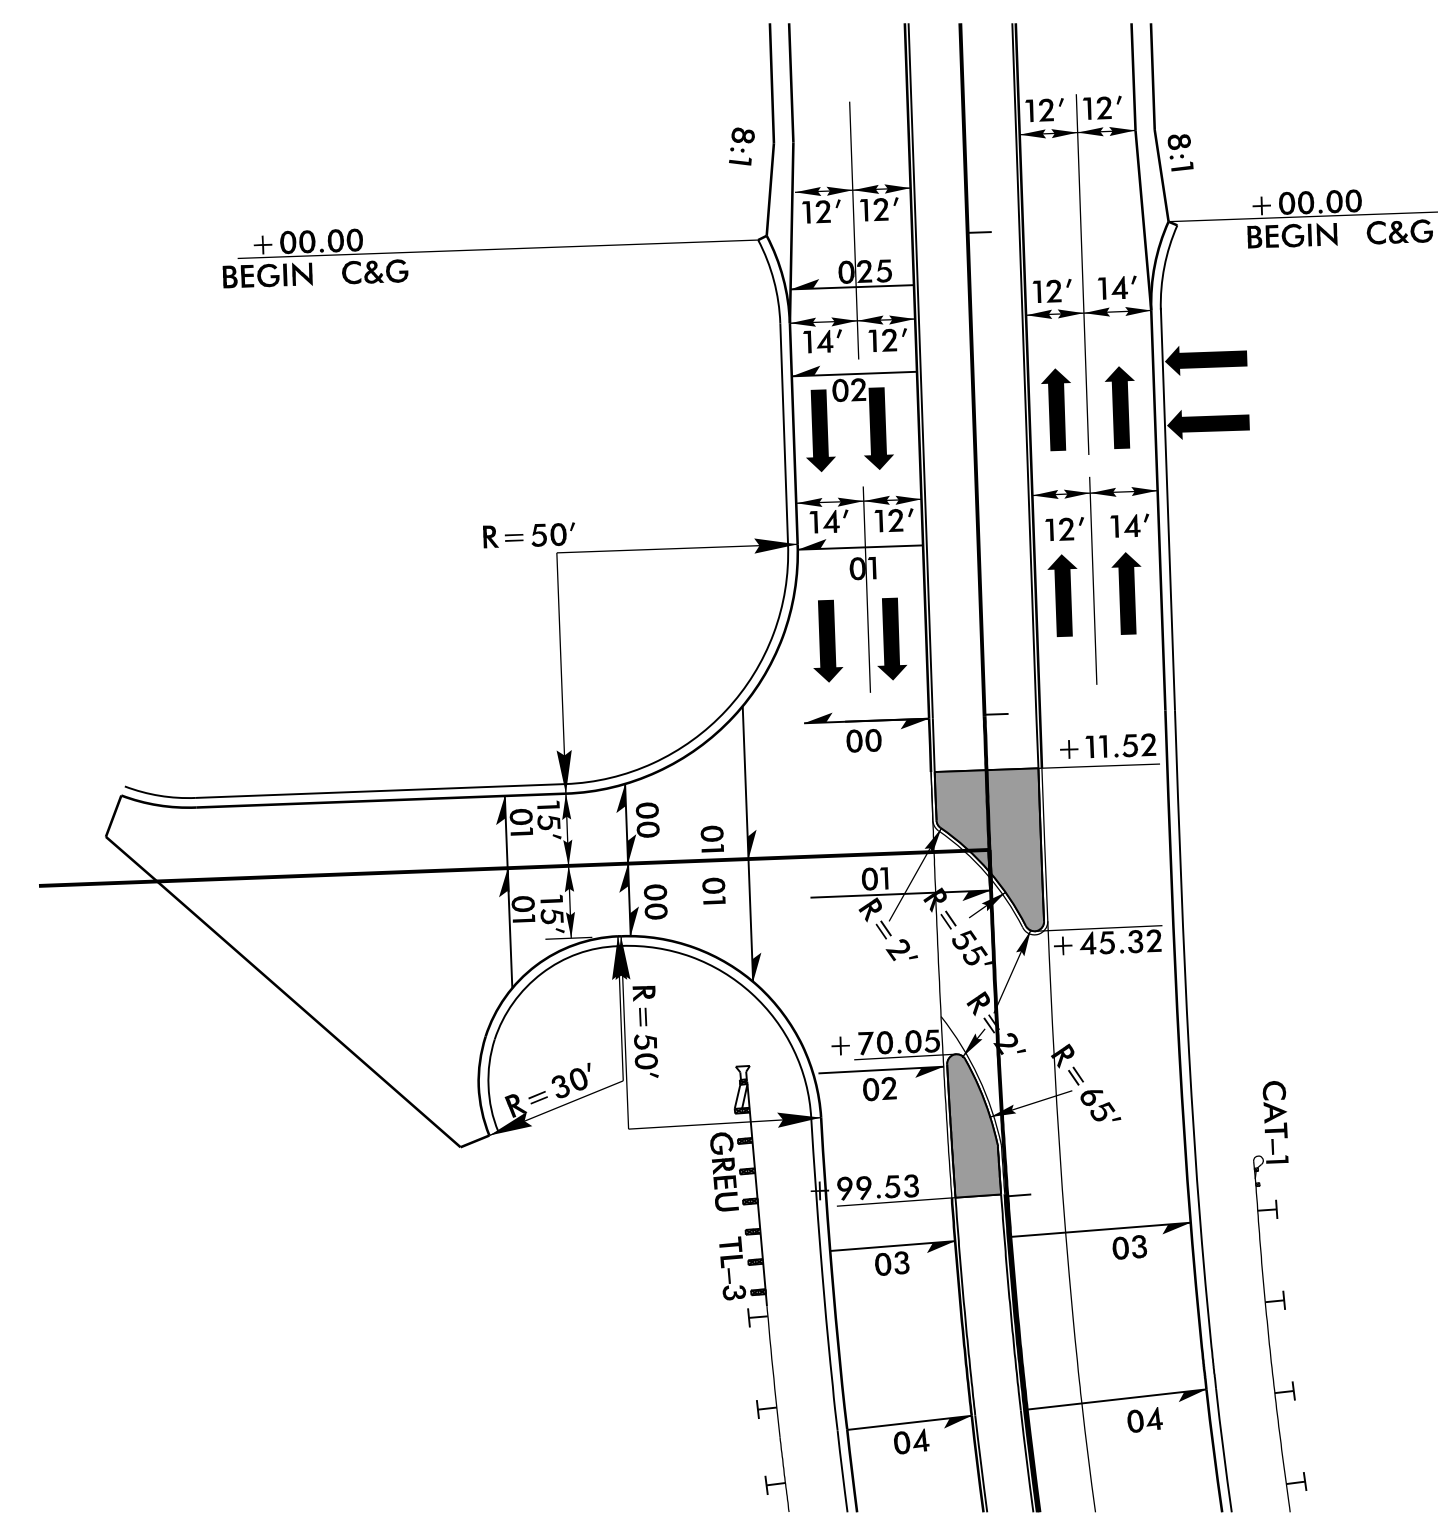 8:1
12' 12'
8:1
12' 12'
+00.00
BEGIN C&G
+00.00
BEGIN C&G
025
12' 14'
14' 12'
02
R=50'
14' 12'
12' 14'
01
00
+11.52
01
15'
00
01
01
15'
00
01
01
R=2'
R=55'
+45.32
R=50'
R=2'
+70.05
02
R=30'
R=65'
CAT-1
GREU TL-3
+99.53
03
03
04
04